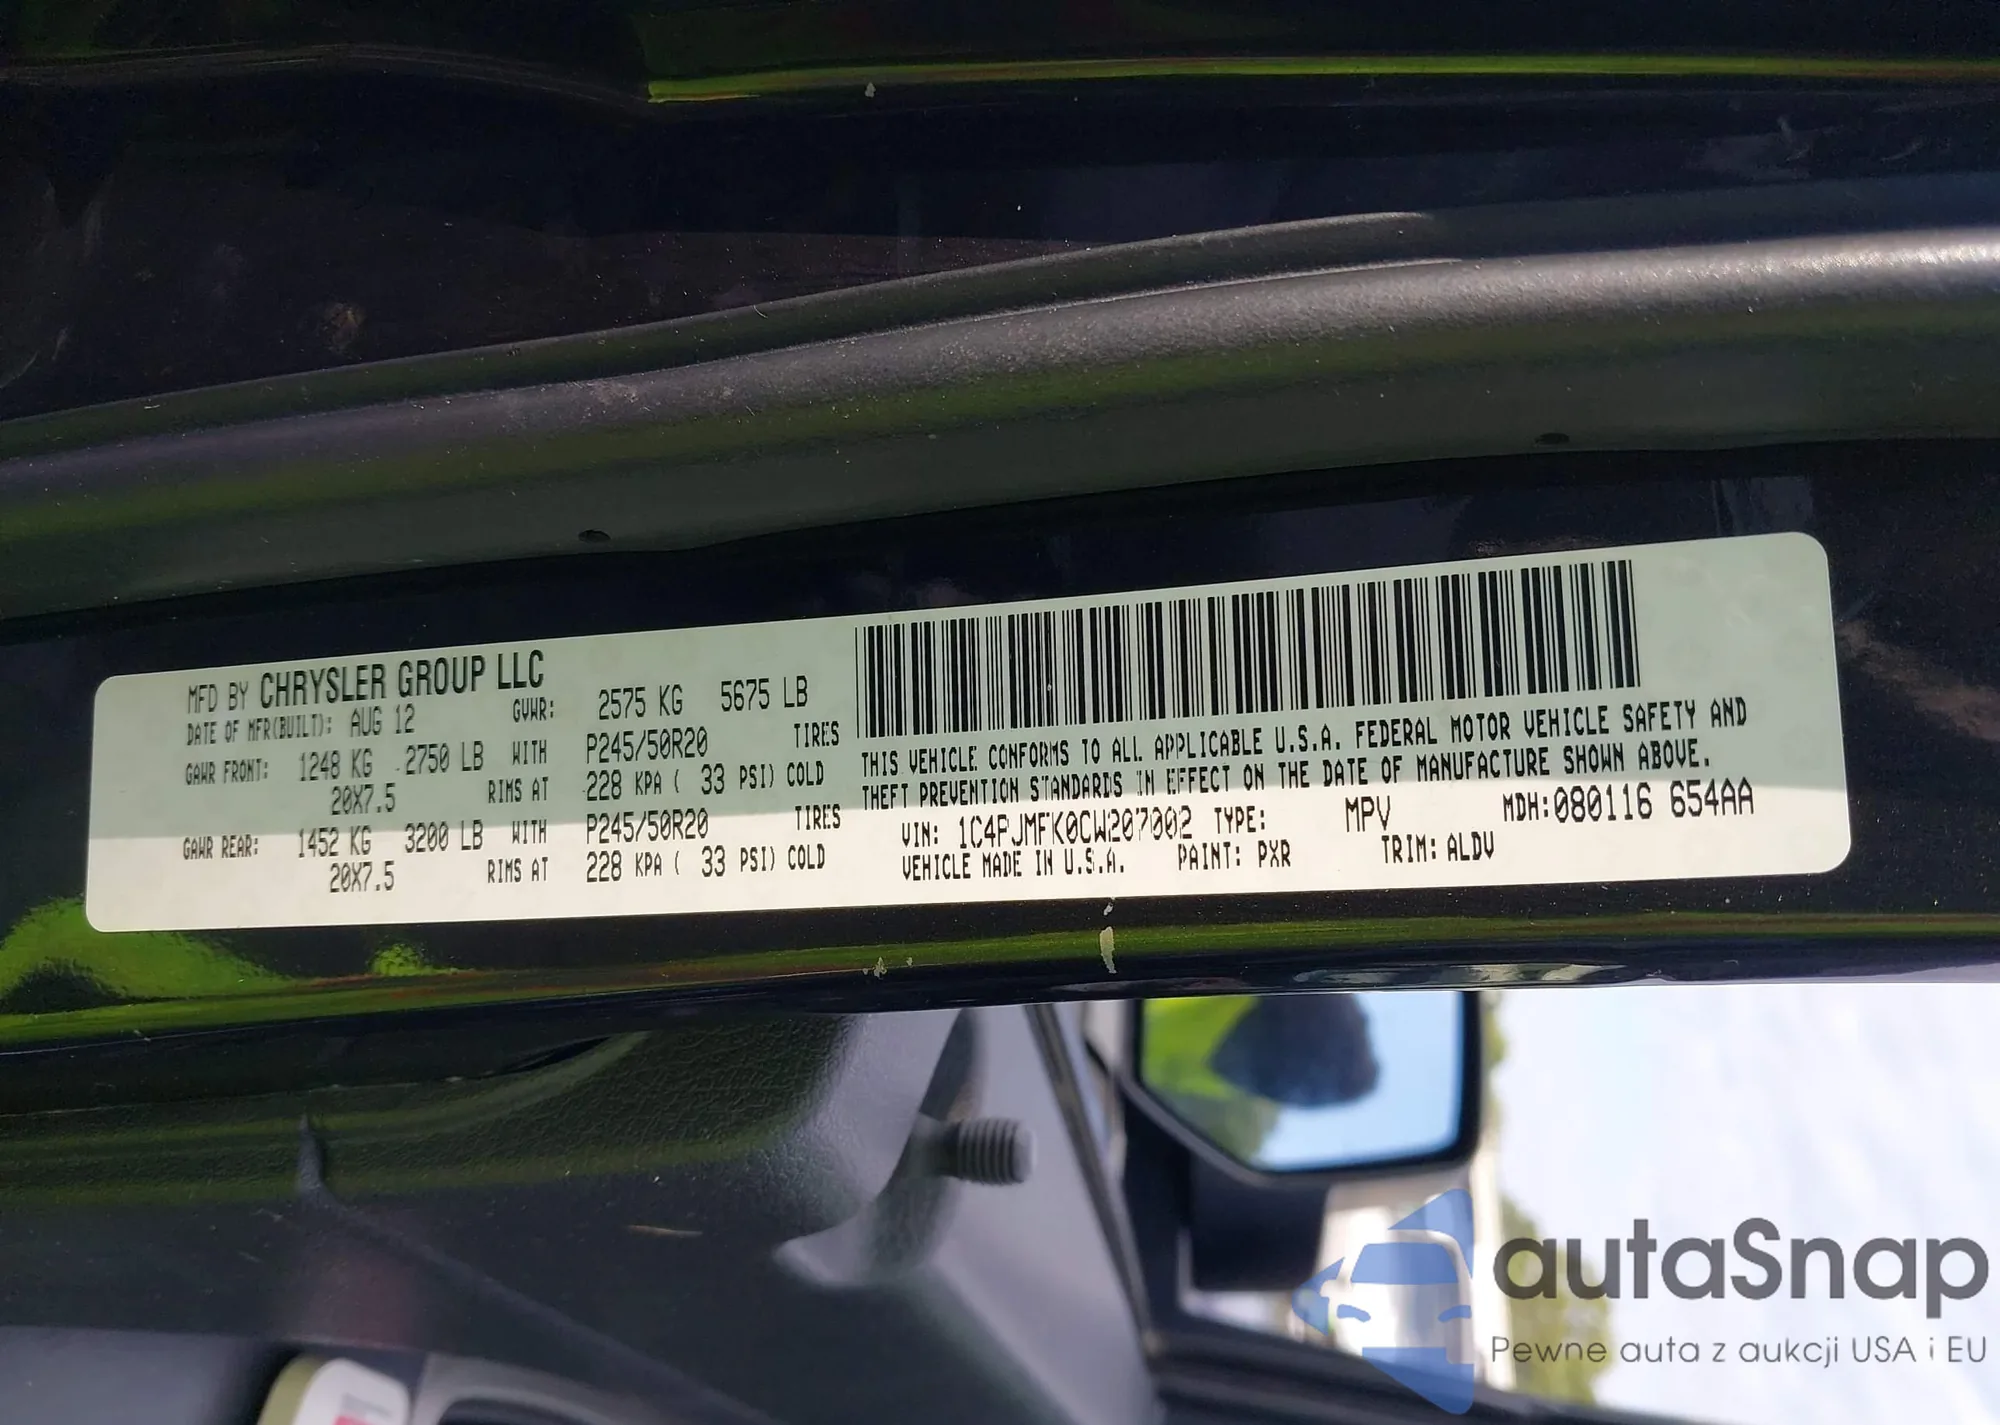 MFD BY CHRYSLER GROUP LLC
DATE OF MFR(BUILT): AUG 12 GVWR: 2575 KG 5675 LB
GAWR FRONT: 1248 KG 2750 LB WITH P245/50R20 TIRES
20X7.5 RIMS AT 228 KPA ( 33 PSI) COLD
GAWR REAR: 1452 KG 3200 LB WITH P245/50R20 TIRES
20X7.5 RIMS AT 228 KPA ( 33 PSI) COLD
THIS VEHICLE CONFORMS TO ALL APPLICABLE U.S.A. FEDERAL MOTOR VEHICLE SAFETY AND
THEFT PREVENTION STANDARDS IN EFFECT ON THE DATE OF MANUFACTURE SHOWN ABOVE.
VIN: 1C4PJMFK0CW207002 TYPE: MPV MDH:080116 654AA
VEHICLE MADE IN U.S.A. PAINT: PXR TRIM: ALDV
autaSnap
Pewne auta z aukcji USA i EU